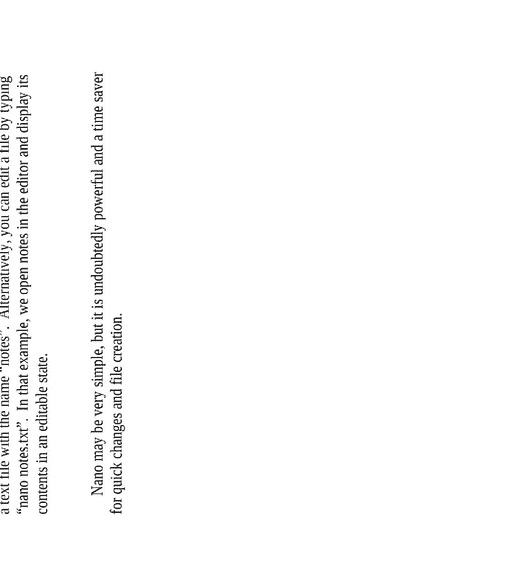 a text file with the name “notes”.  Alternatively, you can edit a file by typing
“nano notes.txt”.  In that example, we open notes in the editor and display its
contents in an editable state.
Nano may be very simple, but it is undoubtedly powerful and a time saver
for quick changes and file creation.